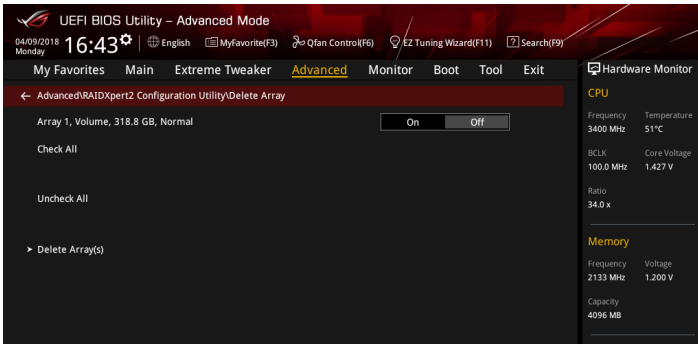 UEFI BIOS Utility – Advanced Mode
04/09/2018 Monday 16:43 English MyFavorite(F3) Qfan Control(F6) EZ Tuning Wizard(F11) Search(F9)
My Favorites Main Extreme Tweaker Advanced Monitor Boot Tool Exit
Hardware Monitor
← Advanced\RAIDXpert2 Configuration Utility\Delete Array
Array 1, Volume, 318.8 GB, Normal On Off
Check All
Uncheck All
> Delete Array(s)
CPU
Frequency Temperature
3400 MHz 51°C
BCLK Core Voltage
100.0 MHz 1.427 V
Ratio
34.0 x
Memory
Frequency Voltage
2133 MHz 1.200 V
Capacity
4096 MB